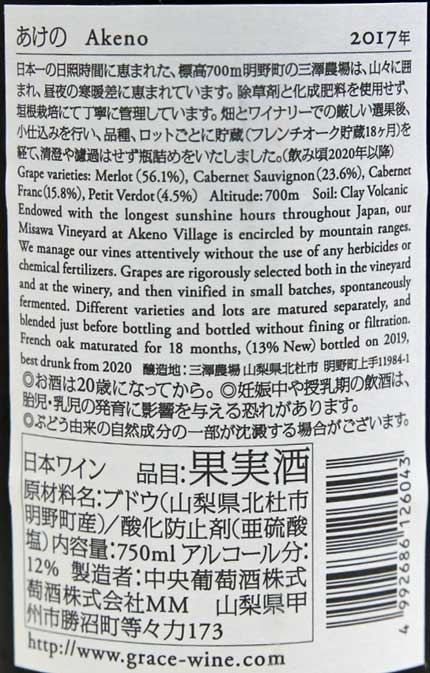 あけの Akeno 2017年
日本一の日照時間に恵まれた、標高700m明野町の三澤農場は、山々に囲
まれ、昼夜の寒暖差に恵まれています。除草剤と化成肥料を使用せず、
垣根栽培にて丁寧に管理しています。畑とワイナリーでの厳しい選果後、
小仕込みを行い、品種、ロットごとに貯蔵(フレンチオーク貯蔵18ヶ月)を
経て、清澄や濾過はせず瓶詰めをいたしました。(飲み頃2020年以降)
Grape varieties: Merlot (56.1%), Cabernet Sauvignon (23.6%), Cabernet
Franc (15.8%), Petit Verdot (4.5%) Altitude: 700m Soil: Clay Volcanic
Endowed with the longest sunshine hours throughout Japan, our
Misawa Vineyard at Akeno Village is encircled by mountain ranges.
We manage our vines attentively without the use of any herbicides or
chemical fertilizers. Grapes are rigorously selected both in the vineyard
and at the winery, and then vinified in small batches, spontaneously
fermented. Different varieties and lots are matured separately, and
blended just before bottling and bottled without fining or filtration.
French oak maturated for 18 months, (13% New) bottled on 2019,
best drunk from 2020 醸造地:三澤農場 山梨県北杜市 明野町上手11984-1
◎お酒は20歳になってから。◎妊娠中や授乳期の飲酒は、
胎児・乳児の発育に影響を与える恐れがあります。
◎ぶどう由来の自然成分の一部が沈澱する場合がございます。
日本ワイン 品目:果実酒
原材料名:ブドウ(山梨県北杜市
明野町産)/酸化防止剤(亜硫酸
塩) 内容量:750ml アルコール分:
12% 製造者:中央葡萄酒株式
萄酒株式会社MM 山梨県甲
州市勝沼町等々力173
http://www.grace-wine.com
4 992686 126043